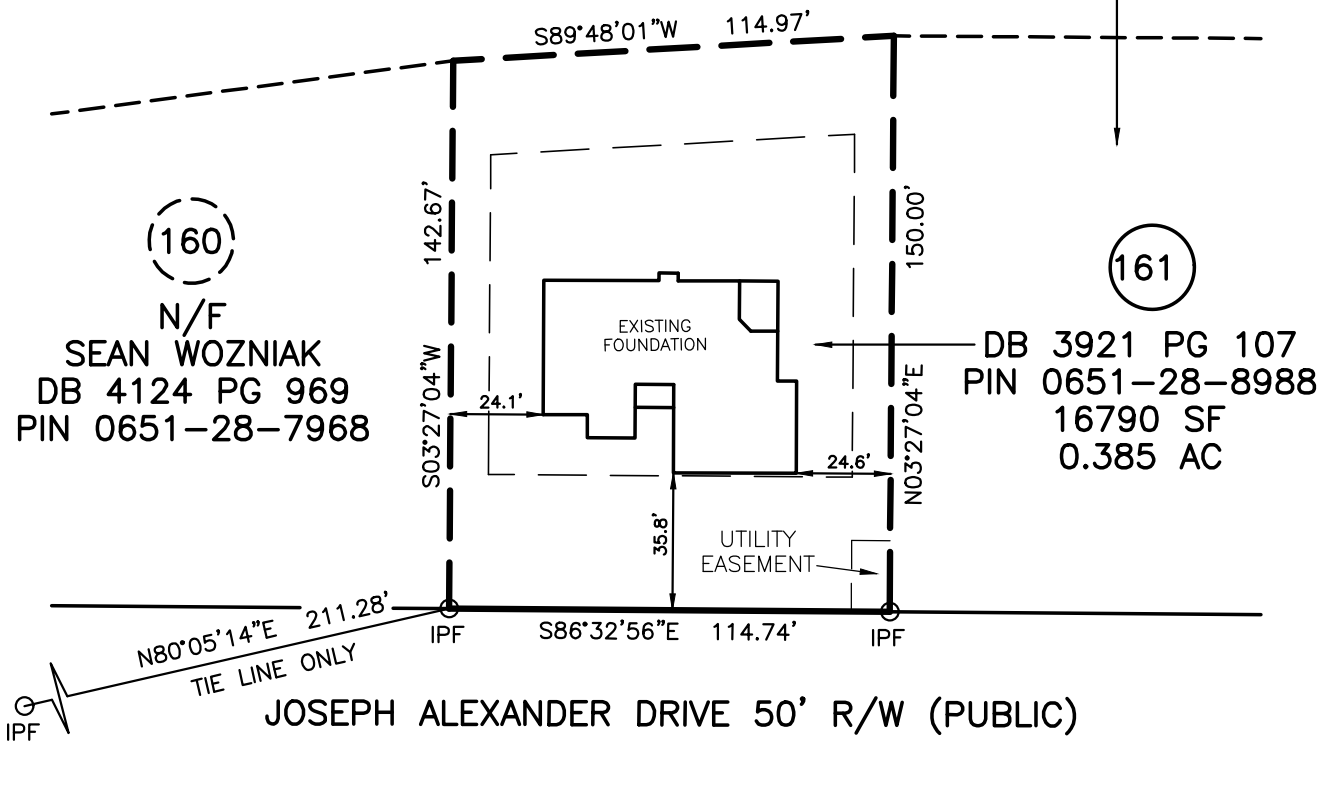 S89°48'01"W 114.97'
142.67'
S03°27'04"W
150.00'
N03°27'04"E
160
N/F
SEAN WOZNIAK
DB 4124 PG 969
PIN 0651-28-7968
EXISTING
FOUNDATION
24.1'
24.6'
35.8'
161
DB 3921 PG 107
PIN 0651-28-8988
16790 SF
0.385 AC
UTILITY
EASEMENT
IPF
S86°32'56"E 114.74'
IPF
N80°05'14"E 211.28'
TIE LINE ONLY
IPF
JOSEPH ALEXANDER DRIVE 50' R/W (PUBLIC)